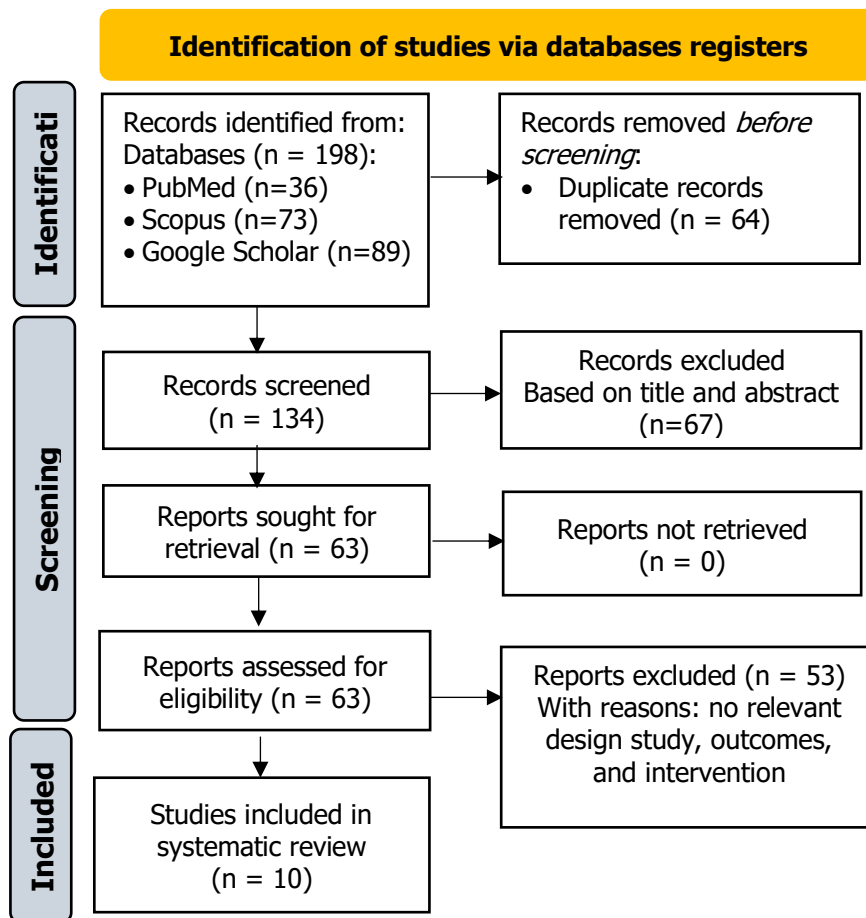 Identification of studies via databases registers
Identificati
Records identified from:
Databases (n = 198):
• PubMed (n=36)
• Scopus (n=73)
• Google Scholar (n=89)
Records removed before
screening:
• Duplicate records
removed (n = 64)
Screening
Records screened
(n = 134)
Records excluded
Based on title and abstract
(n=67)
Reports sought for
retrieval (n = 63)
Reports not retrieved
(n = 0)
Reports assessed for
eligibility (n = 63)
Reports excluded (n = 53)
With reasons: no relevant
design study, outcomes,
and intervention
Included
Studies included in
systematic review
(n = 10)